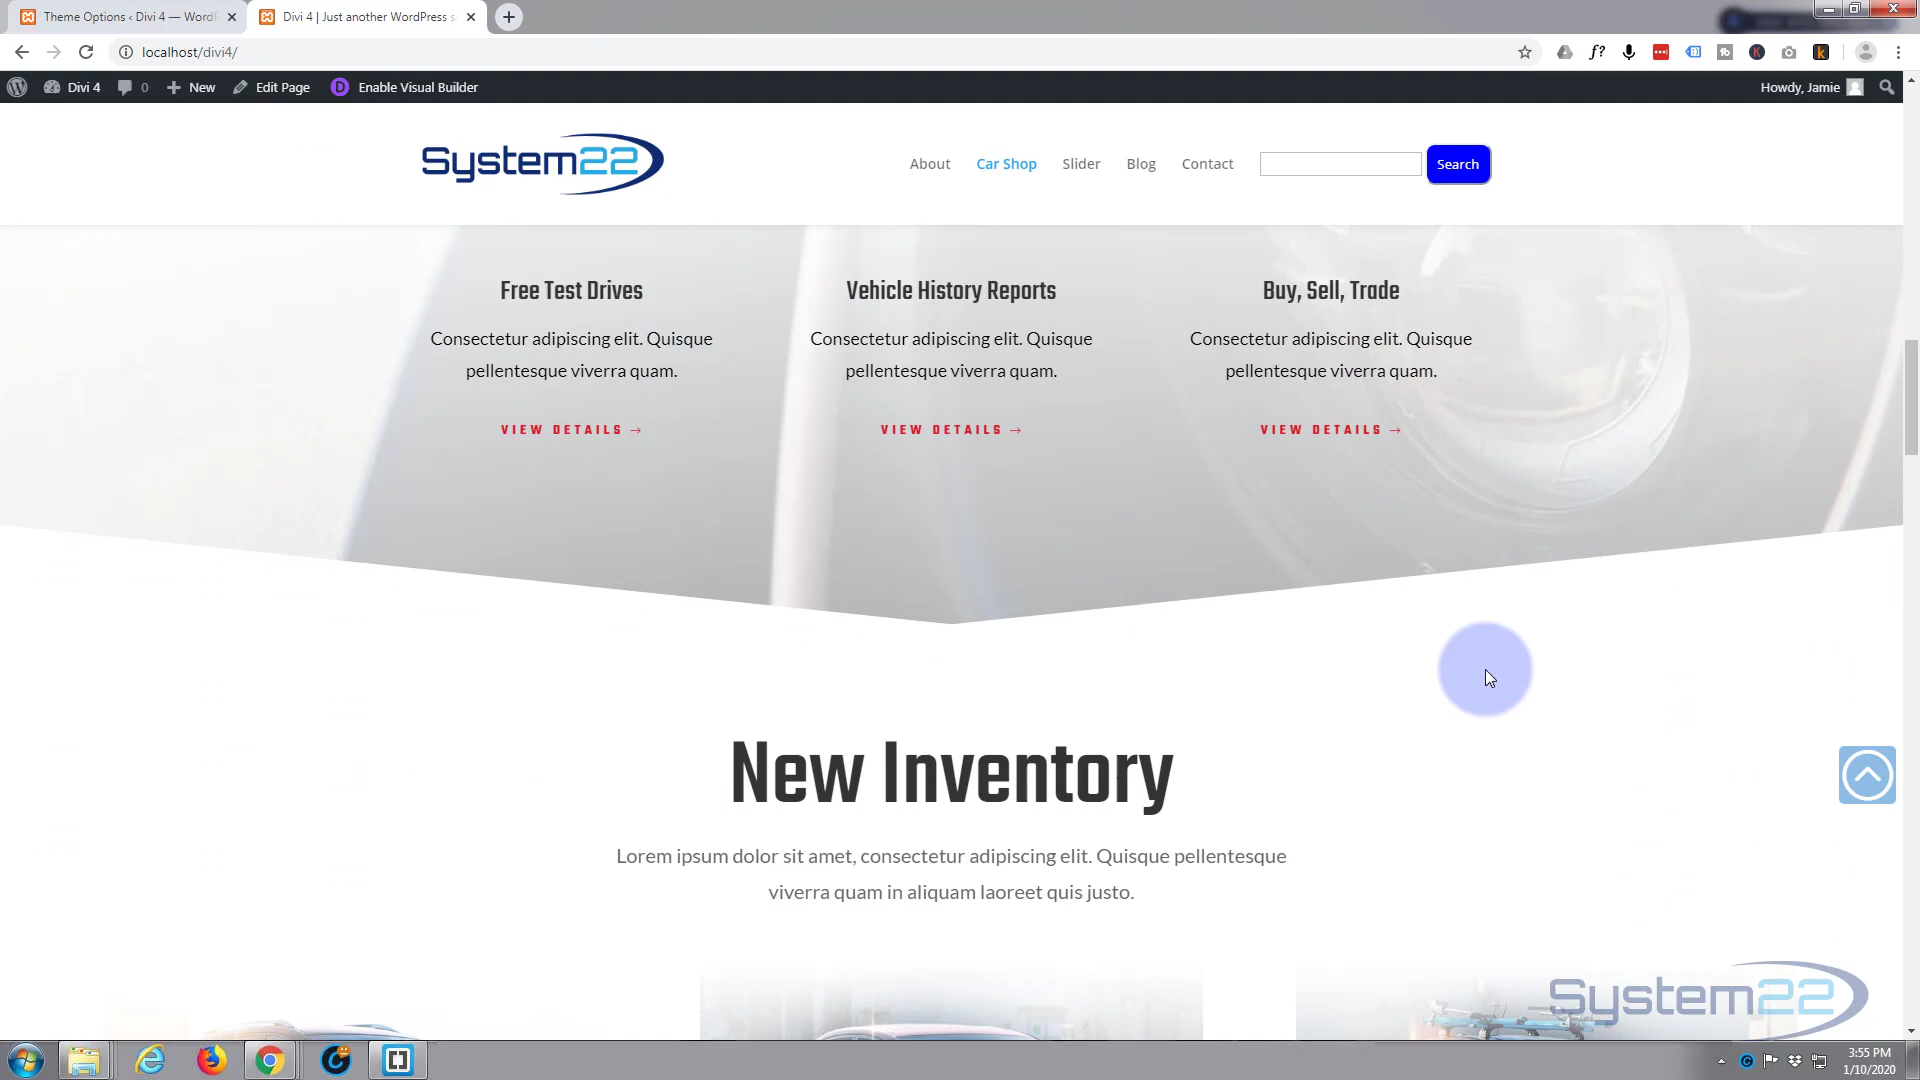 Theme Options ‹ Divi 4 — WordP
Divi 4 | Just another WordPress s
localhost/divi4/
Divi 4
0
New
Edit Page
Enable Visual Builder
Howdy, Jamie
System22
About
Car Shop
Slider
Blog
Contact
Search
Free Test Drives
Consectetur adipiscing elit. Quisque
pellentesque viverra quam.
VIEW DETAILS →
Vehicle History Reports
Consectetur adipiscing elit. Quisque
pellentesque viverra quam.
VIEW DETAILS →
Buy, Sell, Trade
Consectetur adipiscing elit. Quisque
pellentesque viverra quam.
VIEW DETAILS →
New Inventory
Lorem ipsum dolor sit amet, consectetur adipiscing elit. Quisque pellentesque
viverra quam in aliquam laoreet quis justo.
System22
3:55 PM
1/10/2020